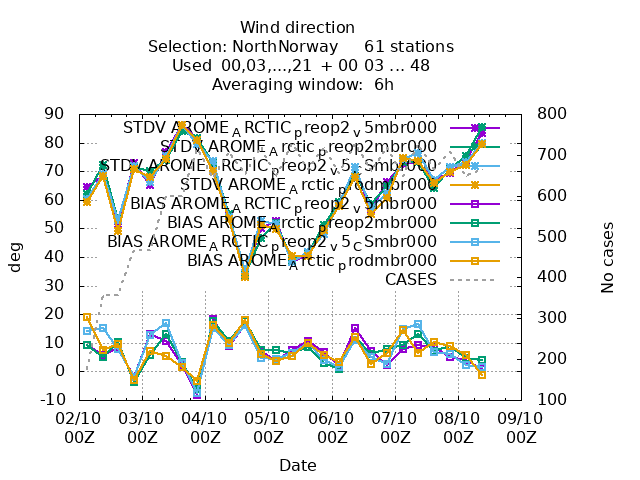 Wind direction
Selection: NorthNorway 61 stations
Used 00,03,...,21 + 00 03 ... 48
Averaging window: 6h
90 800
STDV AROME_ARCTIC_preop2_v5mbr000
80 STDV AROME_Arctic_preop2mbr000
70 STDV AROME_ARCTIC_preop2_v5_CSmbr000 700
STDV AROME_Arctic_prodmbr000
60 BIAS AROME_ARCTIC_preop2_v5mbr000 600
50 BIAS AROME_Arctic_preop2mbr000
BIAS AROME_ARCTIC_preop2_v5_CSmbr000 500
40 BIAS AROME_Arctic_prodmbr000
30 CASES 400
20 300
10
0 200
-10 100
deg
No cases
02/10 03/10 04/10 05/10 06/10 07/10 08/10 09/10
00Z 00Z 00Z 00Z 00Z 00Z 00Z 00Z
Date